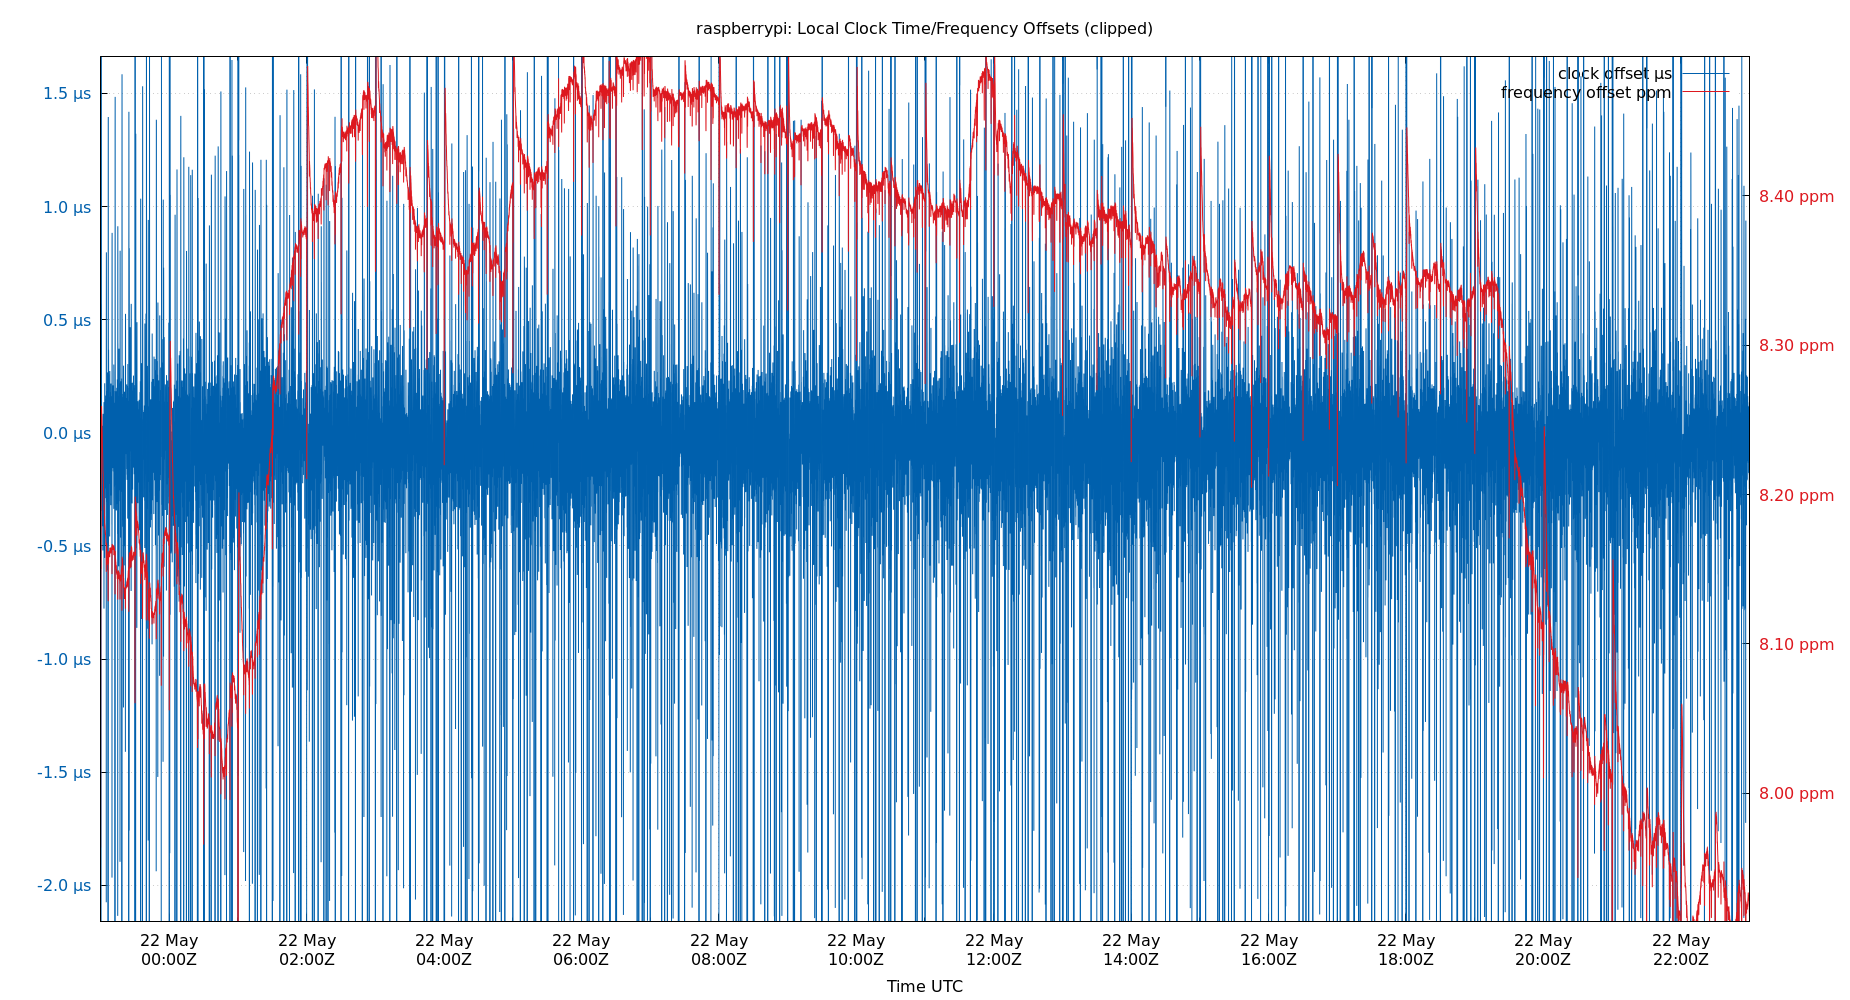 raspberrypi: Local Clock Time/Frequency Offsets (clipped)
clock offset µs
frequency offset ppm
1.5 µs
1.0 µs
0.5 µs
0.0 µs
-0.5 µs
-1.0 µs
-1.5 µs
-2.0 µs
8.40 ppm
8.30 ppm
8.20 ppm
8.10 ppm
8.00 ppm
22 May 22 May 22 May 22 May 22 May 22 May 22 May 22 May 22 May 22 May 22 May 22 May
00:00Z 02:00Z 04:00Z 06:00Z 08:00Z 10:00Z 12:00Z 14:00Z 16:00Z 18:00Z 20:00Z 22:00Z
Time UTC